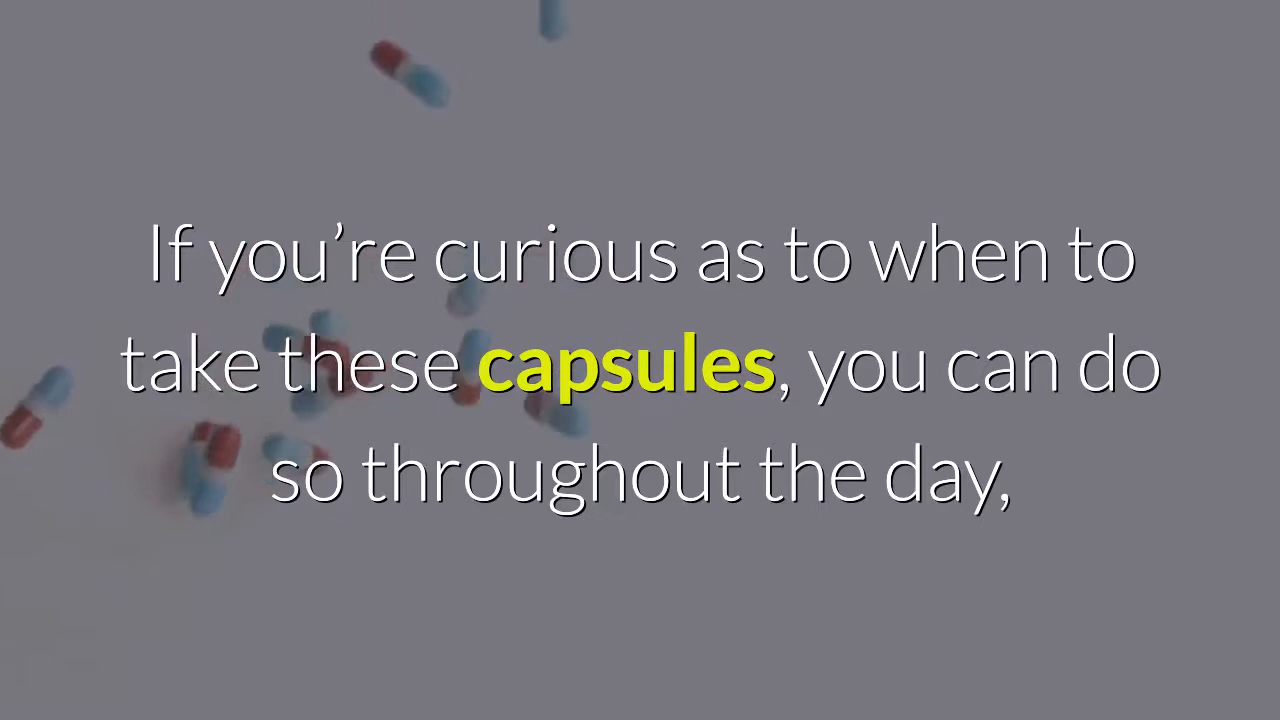 If you’re curious as to when to
take these capsules, you can do
so throughout the day,